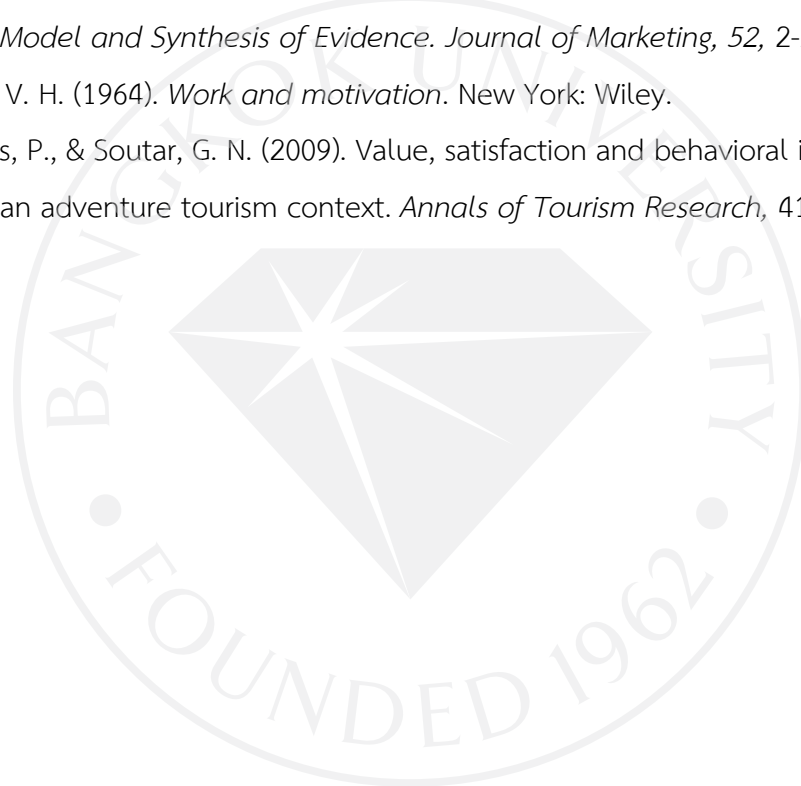 Model and Synthesis of Evidence. Journal of Marketing, 52, 2-
V. H. (1964). Work and motivation. New York: Wiley.
s, P., & Soutar, G. N. (2009). Value, satisfaction and behavioral i
an adventure tourism context. Annals of Tourism Research, 41
BANGKOK UNIVERSITY
FOUNDED 1962